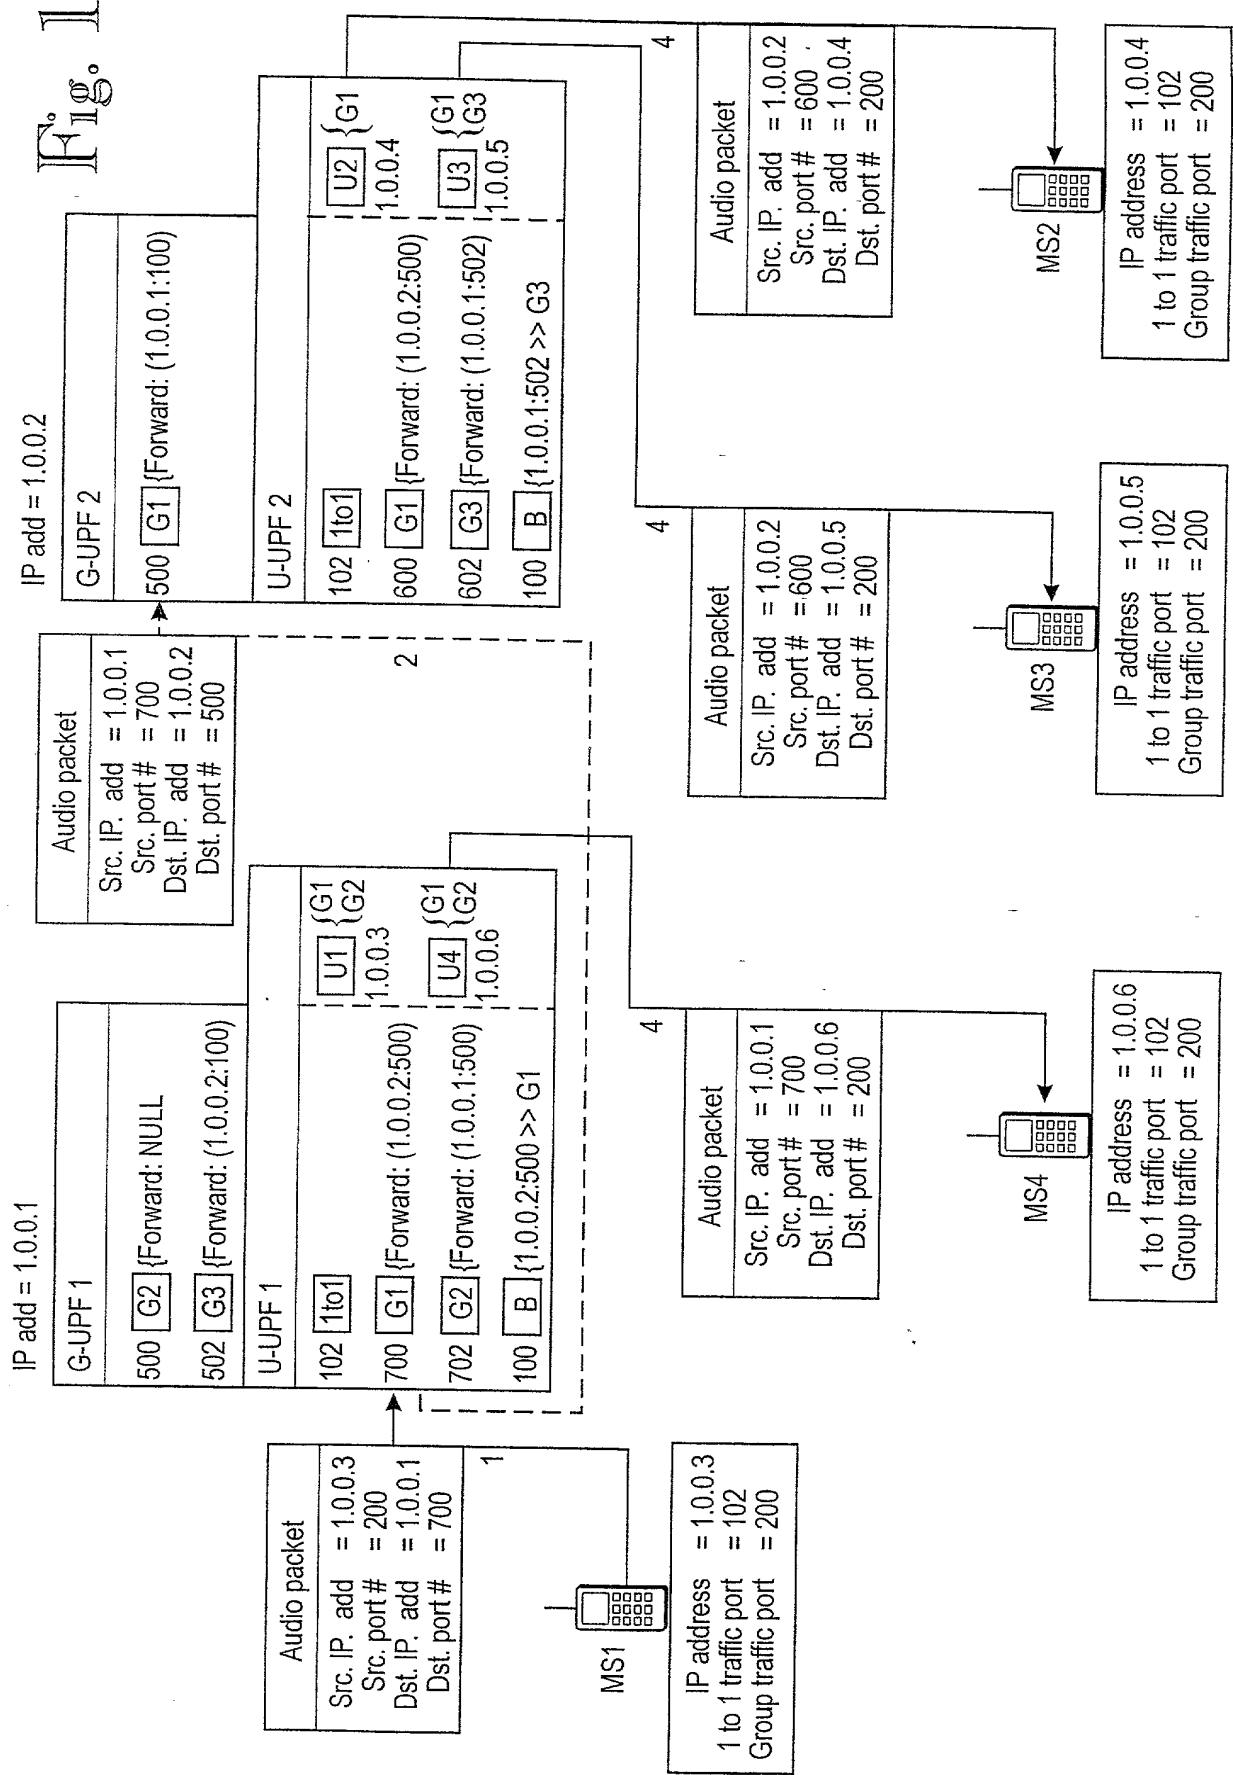 Fig. 1
IP add = 1.0.0.1
G-UPF 1
500 G2 {Forward: NULL
502 G3 {Forward: (1.0.0.2:100)
U-UPF 1
102 1to1
700 G1 {Forward: (1.0.0.2:500)
702 G2 {Forward: (1.0.0.1:500)
100 B {1.0.0.2:500 >> G1
U1 {G1
G2
1.0.0.3
U4 {G1
G2
1.0.0.6
IP add = 1.0.0.2
G-UPF 2
500 G1 {Forward: (1.0.0.1:100)
U-UPF 2
102 1to1
600 G1 {Forward: (1.0.0.2:500)
602 G3 {Forward: (1.0.0.1:502)
100 B {1.0.0.1:502 >> G3
U2 {G1
1.0.0.4
U3 {G1
G3
1.0.0.5
Audio packet
Src. IP. add = 1.0.0.1
Src. port # = 700
Dst. IP. add = 1.0.0.2
Dst. port # = 500
2
Audio packet
Src. IP. add = 1.0.0.3
Src. port # = 200
Dst. IP. add = 1.0.0.1
Dst. port # = 700
1
MS1
IP address = 1.0.0.3
1 to 1 traffic port = 102
Group traffic port = 200
4
Audio packet
Src. IP. add = 1.0.0.1
Src. port # = 700
Dst. IP. add = 1.0.0.6
Dst. port # = 200
MS4
IP address = 1.0.0.6
1 to 1 traffic port = 102
Group traffic port = 200
4
Audio packet
Src. IP. add = 1.0.0.2
Src. port # = 600
Dst. IP. add = 1.0.0.5
Dst. port # = 200
MS3
IP address = 1.0.0.5
1 to 1 traffic port = 102
Group traffic port = 200
4
Audio packet
Src. IP. add = 1.0.0.2
Src. port # = 600
Dst. IP. add = 1.0.0.4
Dst. port # = 200
MS2
IP address = 1.0.0.4
1 to 1 traffic port = 102
Group traffic port = 200